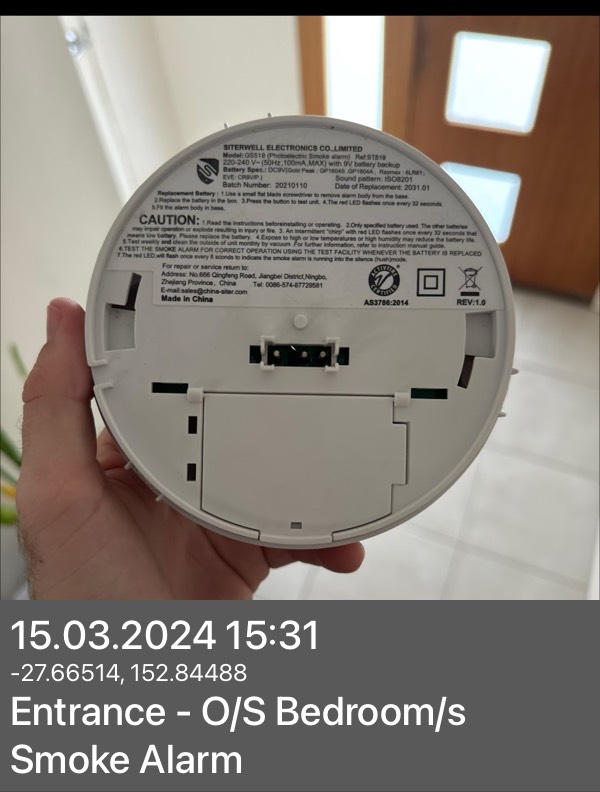 SITERWELL ELECTRONICS CO.,LIMITED
Model: GS519 (Photoelectric Smoke alarm) Ref:ST519
220-240 V~(50Hz,100mA,MAX) with 9V battery backup
Battery Spec.: DC9V(Gold Peak : GP1604S ,GP1604A ; Raymax : 6LR61;
EVE: CR9VIP.)
Sound pattern: ISO8201
Batch Number: 20210110
Date of Replacement: 2031.01
Replacement Battery : 1.Use a small flat blade screwdriver to remove alarm body from the base.
2.Replace the battery in the box. 3.Press the button to test unit. 4.The red LED flashes once every 32 seconds.
5.Fit the alarm body in base.
CAUTION: 1.Read the instructions before installing or operating. 2.Only specified battery used. The other batteries
may impair operation or explode resulting in injury or fire. 3. An intermittent "chirp" with red LED flashes once every 32 seconds that
means low battery. Please replace the battery. 4.Expose to high or low temperatures or high humidity may reduce the battery life.
5.Test weekly and clean the outside of unit monthly by vacuum .For further information, refer to instruction manual guide.
6.TEST THE SMOKE ALARM FOR CORRECT OPERATION USING THE TEST FACILITY WHENEVER THE BATTERY IS REPLACED
7.The red LED,will flash once every 8 seconds to indicate the smoke alarm is running into the silence (hush)mode.
For repair or service return to:
Address: No.666 Qingfeng Road, Jiangbei District,Ningbo,
Zhejiang Province , China Tel: 0086-574-87729581
E-mail:sales@china-siter.com
Made in China
AS3786:2014
REV:1.0
15.03.2024 15:31
-27.66514, 152.84488
Entrance - O/S Bedroom/s
Smoke Alarm